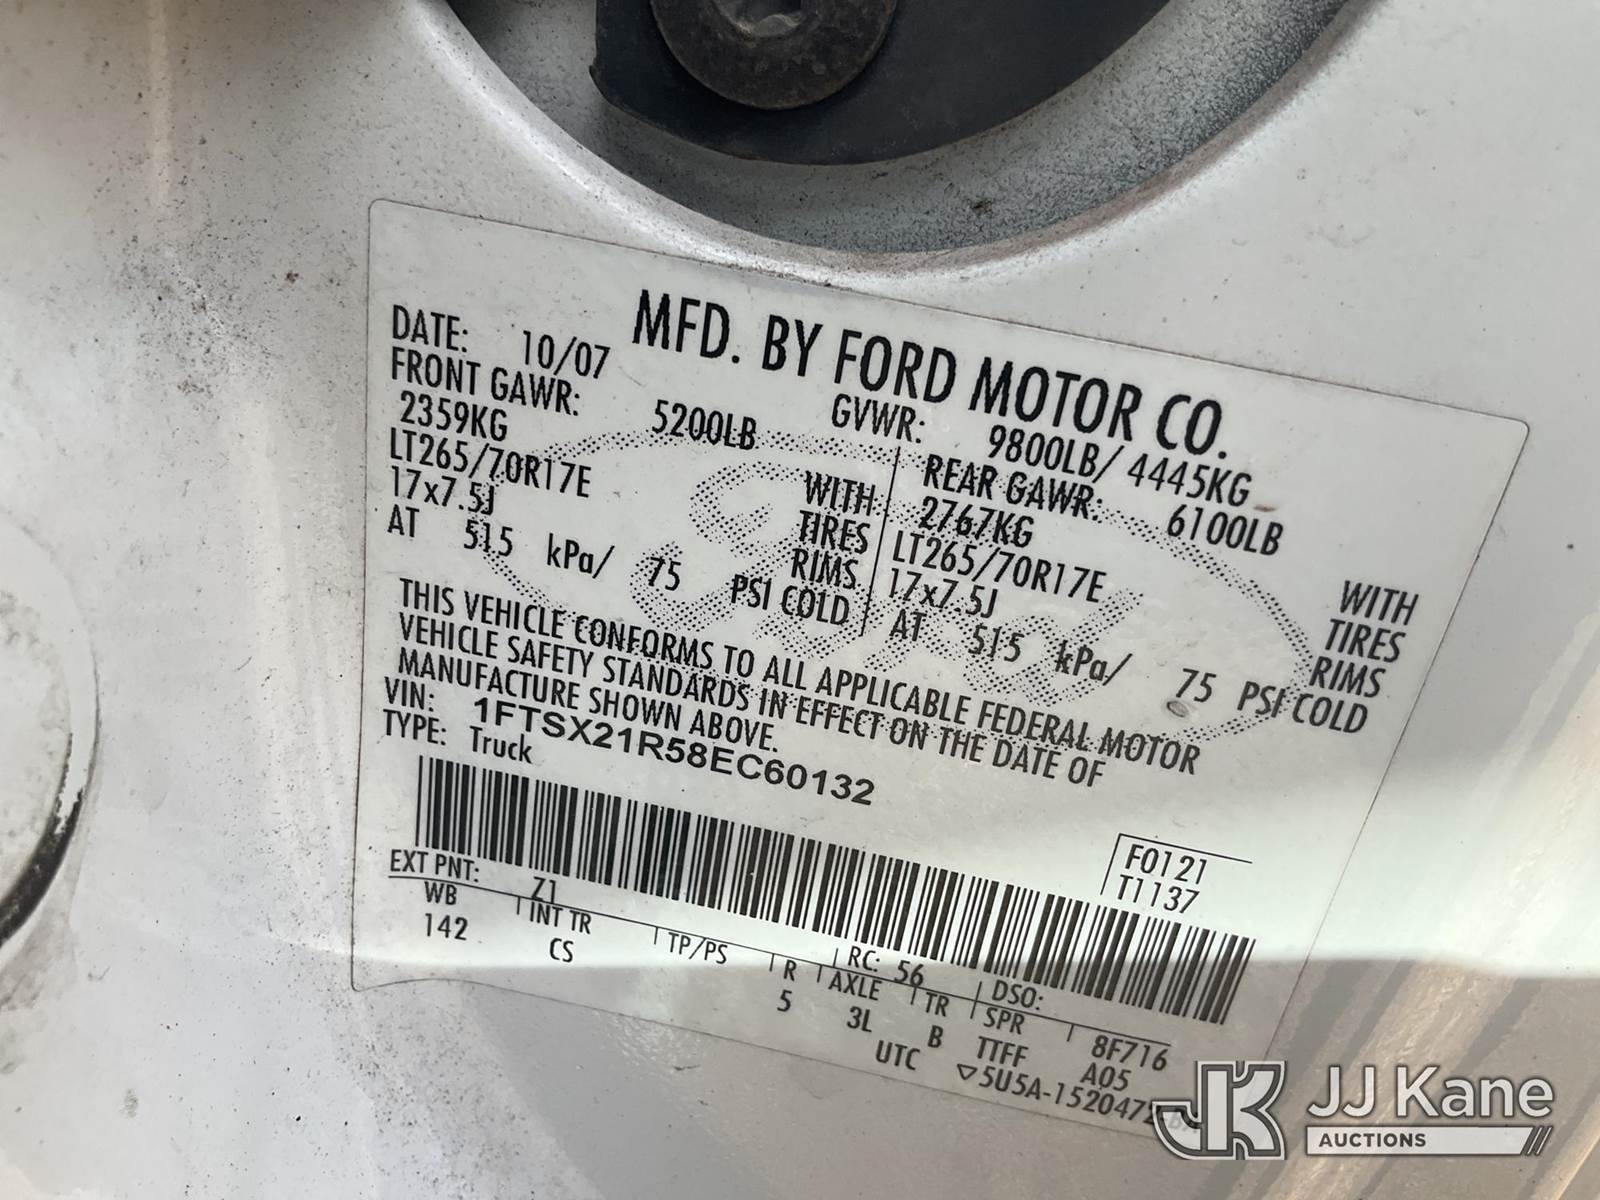 MFD. BY FORD MOTOR CO.
DATE: 10/07 GVWR: 9800LB/ 4445KG
FRONT GAWR: 5200LB REAR GAWR: 6100LB
2359KG WITH 2767KG WITH
LT265/70R17E TIRES LT265/70R17E TIRES
17x7.5J RIMS 17x7.5J RIMS
AT 515 kPa/ 75 PSI COLD AT 515 kPa/ 75 PSI COLD
THIS VEHICLE CONFORMS TO ALL APPLICABLE FEDERAL MOTOR
VEHICLE SAFETY STANDARDS IN EFFECT ON THE DATE OF
MANUFACTURE SHOWN ABOVE.
VIN: 1FTSX21R58EC60132
TYPE: Truck
F0121
T1137
EXT PNT: Z1 RC: 56 DSO:
WB INT TR TP/PS R AXLE TR SPR 8F716
142 CS 5 3L B TTFF A05
UTC ▽5U5A-1520472
JJ Kane
AUCTIONS